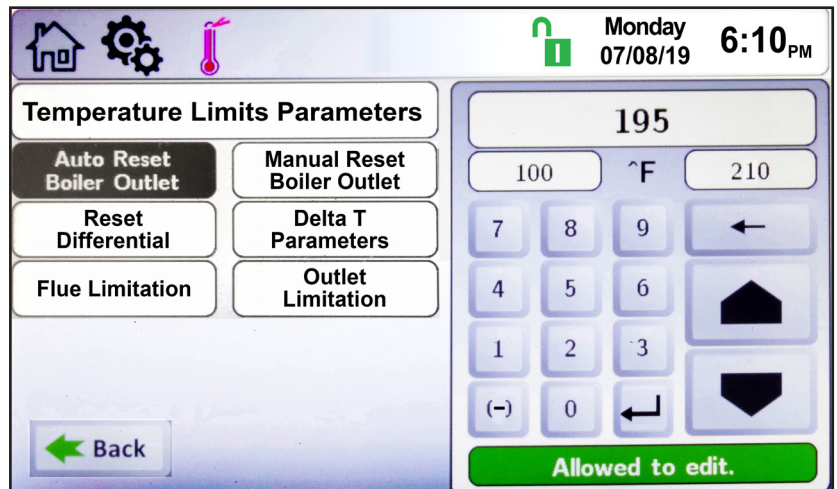 Monday
07/08/19
6:10 PM
Temperature Limits Parameters
Auto Reset
Boiler Outlet
Manual Reset
Boiler Outlet
Reset
Differential
Delta T
Parameters
Flue Limitation
Outlet
Limitation
Back
195
100 ^F 210
7 8 9
4 5 6
1 2 3
(-) 0
Allowed to edit.